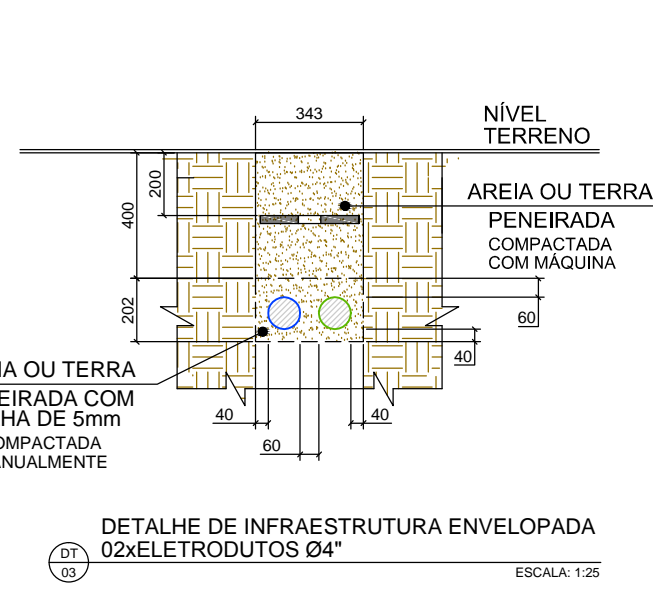 343
NÍVEL
TERRENO
200
400
AREIA OU TERRA
PENEIRADA
COMPACTADA
COM MÁQUINA
202
60
40
IA OU TERRA
EIRADA COM
HA DE 5mm
OMPACTADA
ANUALMENTE
40
40
60
DETALHE DE INFRAESTRUTURA ENVELOPADA
02xELETRODUTOS Ø4"
DT
03
ESCALA: 1:25